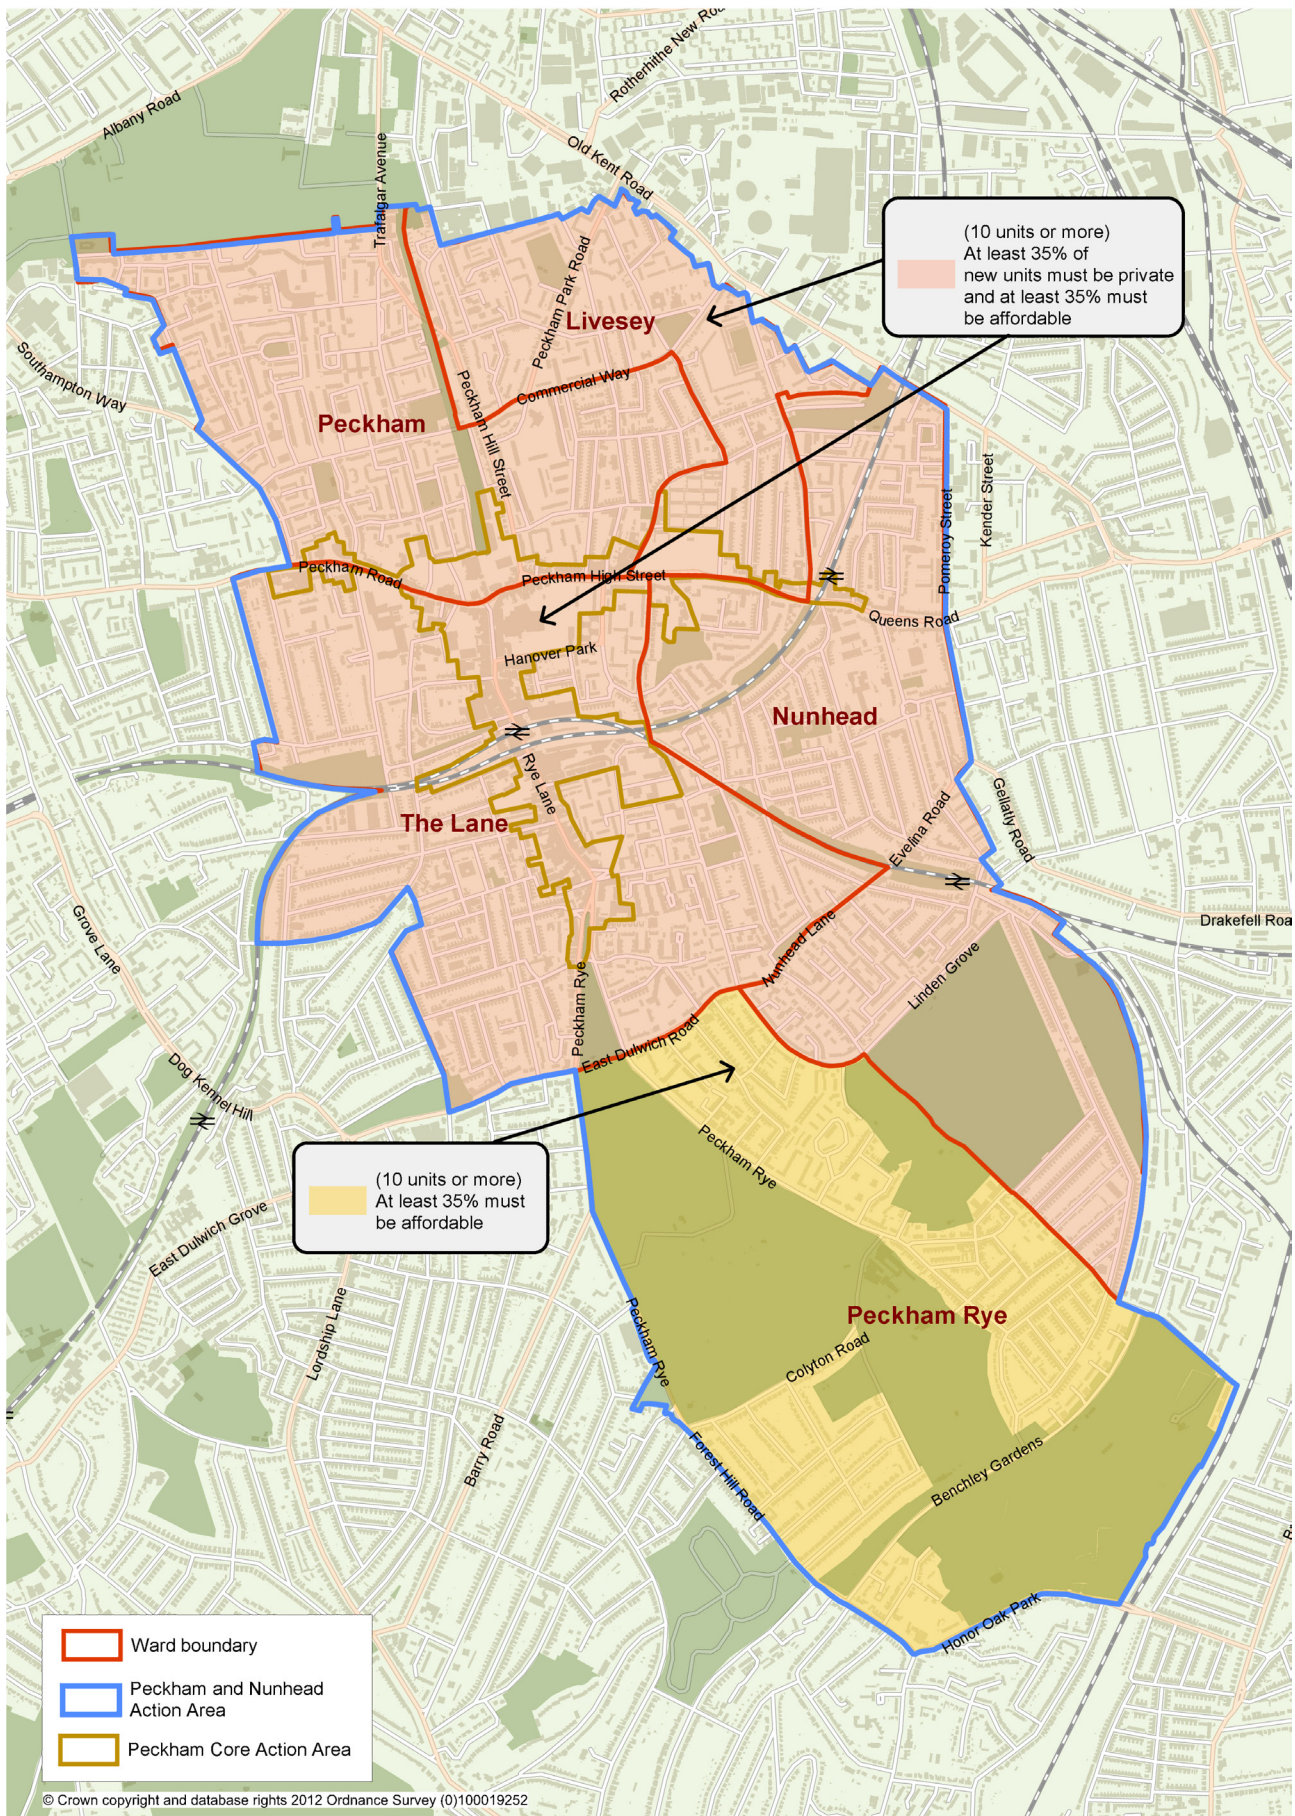 Albany Road
Trafalgar Avenue
Rotherhithe New Roa
Old Kent Road
(10 units or more)
At least 35% of
new units must be private
and at least 35% must
be affordable
Peckham Park Road
Livesey
Southampton Way
Commercial Way
Peckham Hill Street
Peckham
Kender Street
Pomeroy Street
Peckham Road
Peckham High Street
Queens Road
Hanover Park
Nunhead
Rye Lane
The Lane
Evelina Road
Gellatly Road
Grove Lane
Drakefell Roa
Nunhead Lane
Linden Grove
Peckham Rye
East Dulwich Road
Dog Kennel Hill
Peckham Rye
(10 units or more)
At least 35% must
be affordable
East Dulwich Grove
Lordship Lane
Peckham Rye
Peckham Rye
Colyton Road
Barry Road
Forest Hill Road
Benchley Gardens
Honor Oak Park
Ward boundary
Peckham and Nunhead
Action Area
Peckham Core Action Area
© Crown copyright and database rights 2012 Ordnance Survey (0)100019252